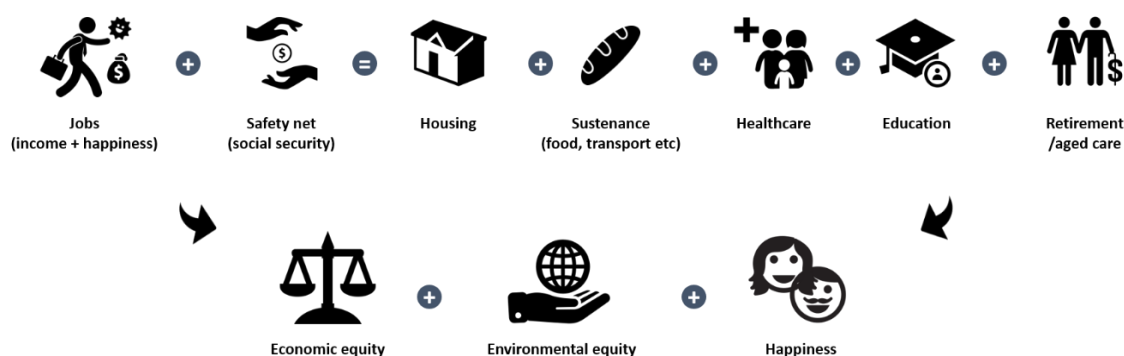 Jobs
(income + happiness)
Safety net
(social security)
Housing
Sustenance
(food, transport etc)
Healthcare
Education
Retirement
/aged care
Economic equity
Environmental equity
Happiness